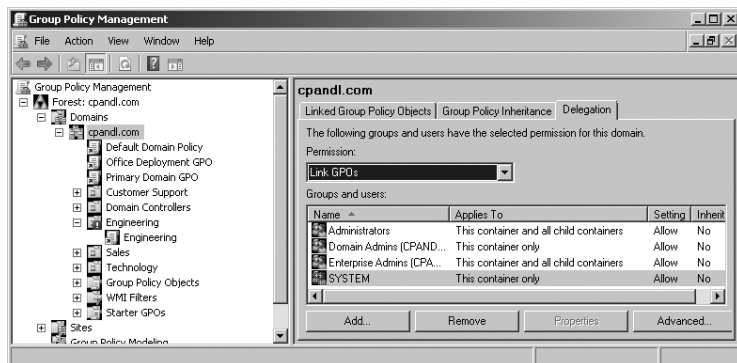 Group Policy Management
File Action View Window Help
Group Policy Management
Forest: cpandl.com
Domains
cpandl.com
Default Domain Policy
Office Deployment GPO
Primary Domain GPO
Customer Support
Domain Controllers
Engineering
Engineering
Sales
Technology
Group Policy Objects
WMI Filters
Starter GPOs
Sites
Group Policy Modeling
cpandl.com
Linked Group Policy Objects Group Policy Inheritance Delegation
The following groups and users have the selected permission for this domain.
Permission:
Link GPOs
Groups and users:
Name Applies To Setting Inherit
Administrators This container and all child containers Allow No
Domain Admins (CPAND... This container only Allow No
Enterprise Admins (CPA... This container and all child containers Allow No
SYSTEM This container only Allow No
Add... Remove Properties Advanced...